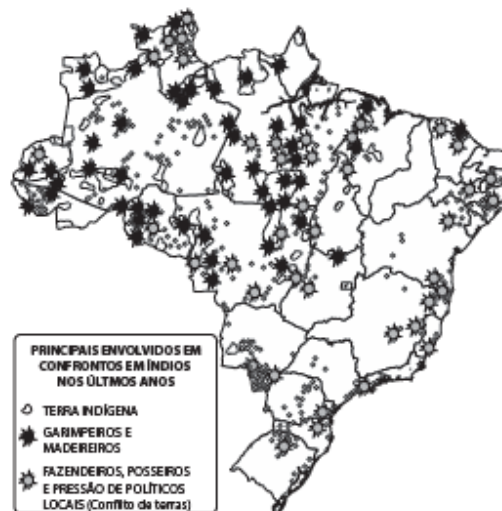 PRINCIPAIS ENVOLVIDOS EM
CONFRONTOS EM ÍNDIOS
NOS ÚLTMOS ANOS
TERRA INDÍGENA
GARIMPEIROS E
MADEIREIROS
FAZENDEIROS, POSSEIROS
E PRESSÃO DE POLÍTICOS
LOCAIS (Conflito de terras)